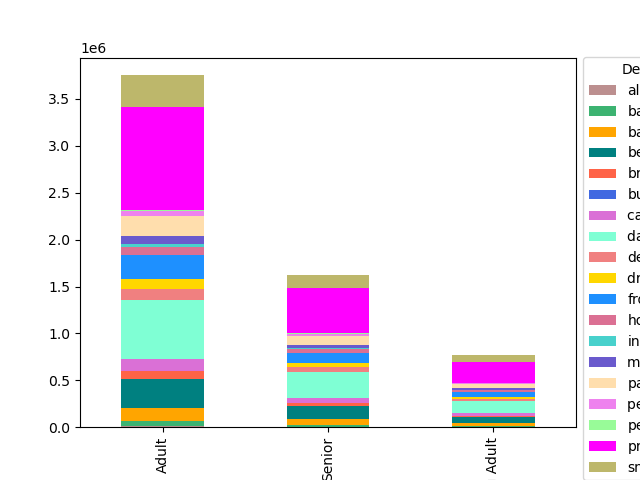 1e6
3.5
3.0
2.5
2.0
1.5
1.0
0.5
0.0
Adult
Senior
Adult
De
al
ba
ba
be
br
bu
ca
da
de
dr
fro
ho
in
m
pa
pe
pe
pr
sn